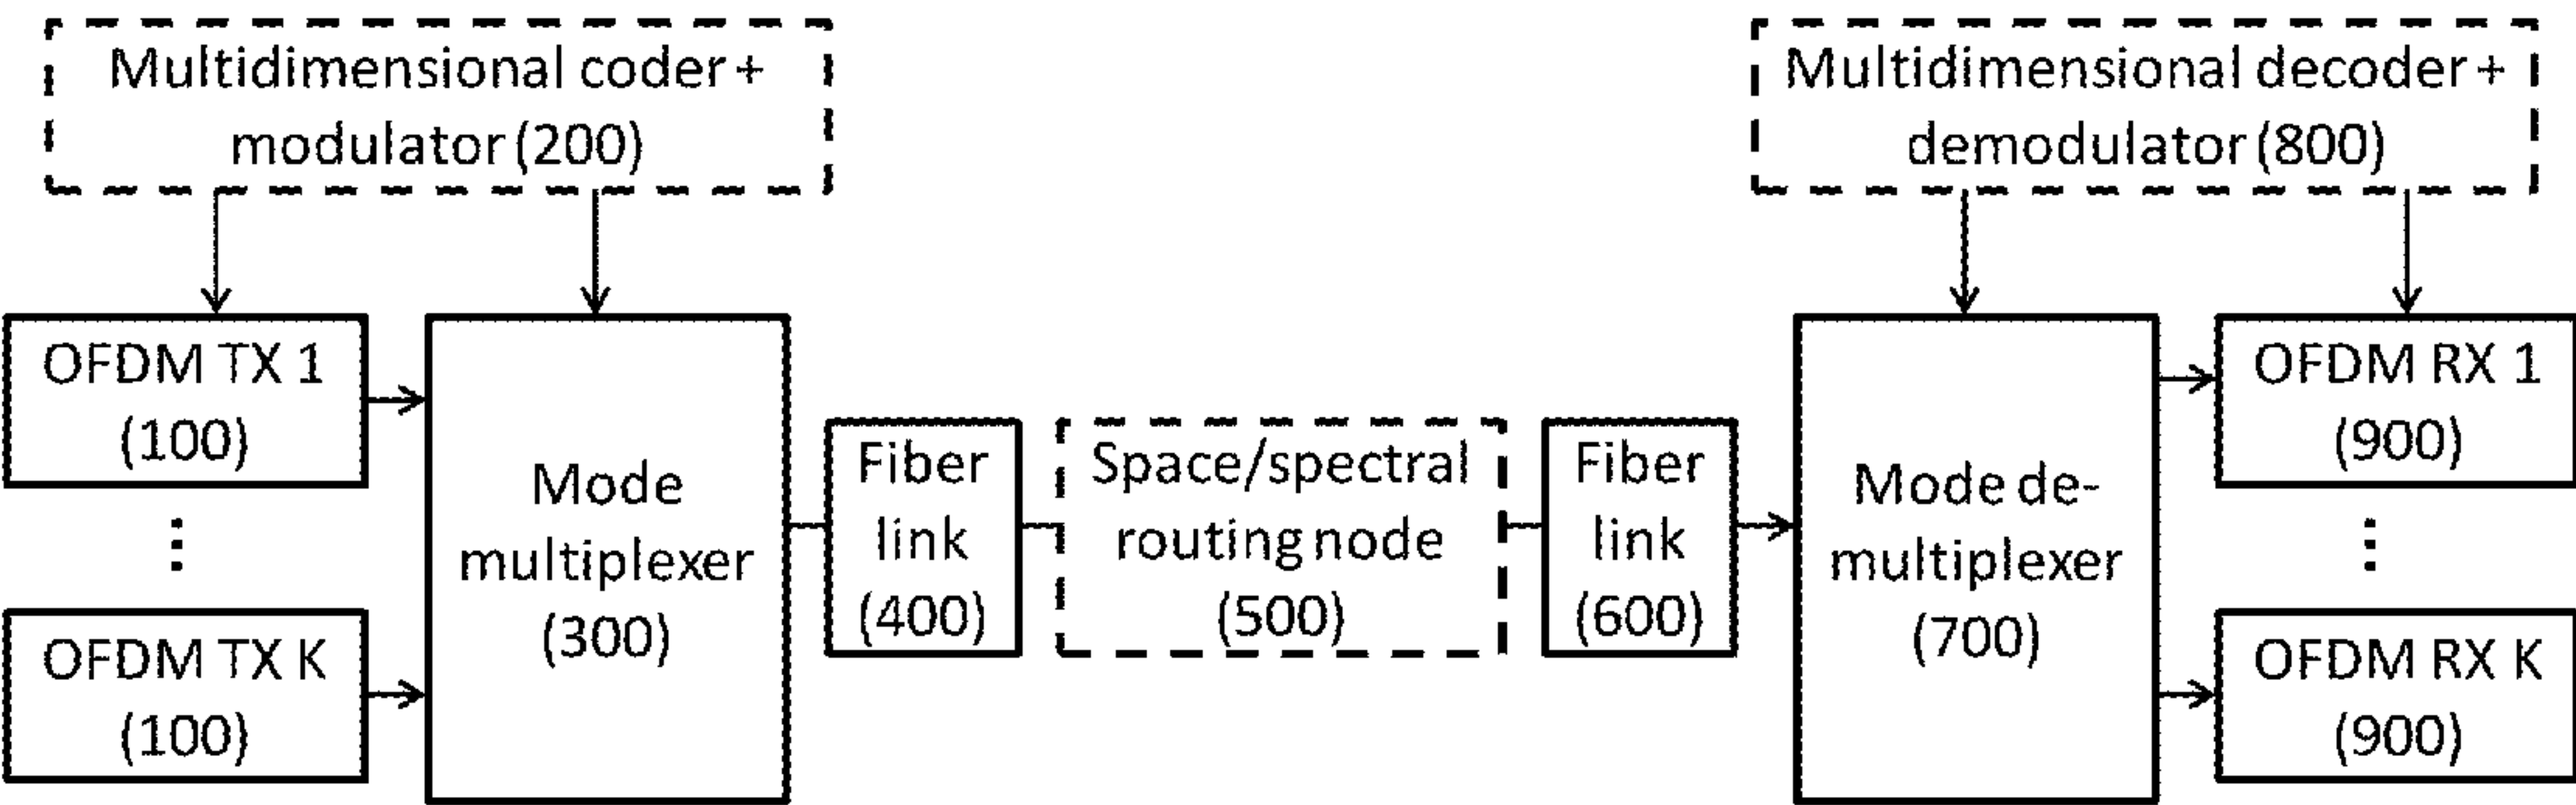 Multidimensional coder +
modulator (200)
Multidimensional decoder +
demodulator (800)
OFDM TX 1
(100)
⋮
OFDM TX K
(100)
Mode
multiplexer
(300)
Fiber
link
(400)
Space/spectral
routing node
(500)
Fiber
link
(600)
Mode de-
multiplexer
(700)
OFDM RX 1
(900)
⋮
OFDM RX K
(900)